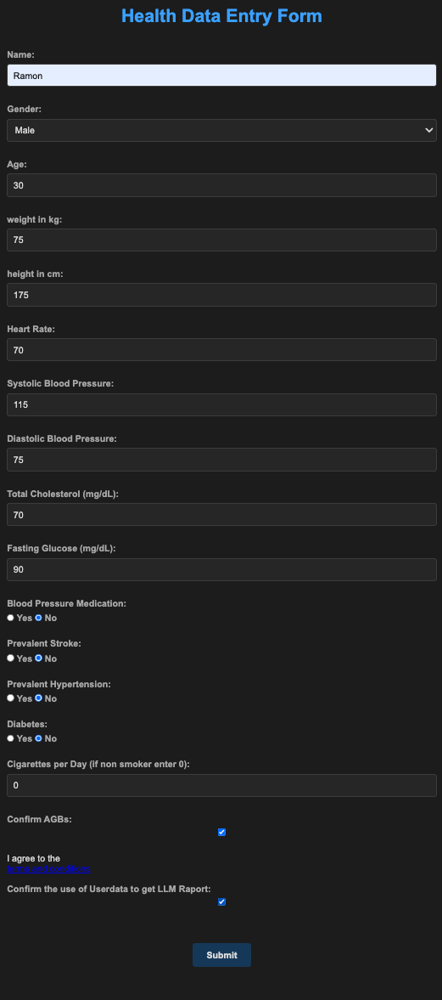 Health Data Entry Form
Name:
Ramon
Gender:
Male
Age:
30
weight in kg:
75
height in cm:
175
Heart Rate:
70
Systolic Blood Pressure:
115
Diastolic Blood Pressure:
75
Total Cholesterol (mg/dL):
70
Fasting Glucose (mg/dL):
90
Blood Pressure Medication:
Yes No
Prevalent Stroke:
Yes No
Prevalent Hypertension:
Yes No
Diabetes:
Yes No
Cigarettes per Day (if non smoker enter 0):
0
Confirm AGBs:
I agree to the
terms and conditions
Confirm the use of Userdata to get LLM Raport:
Submit